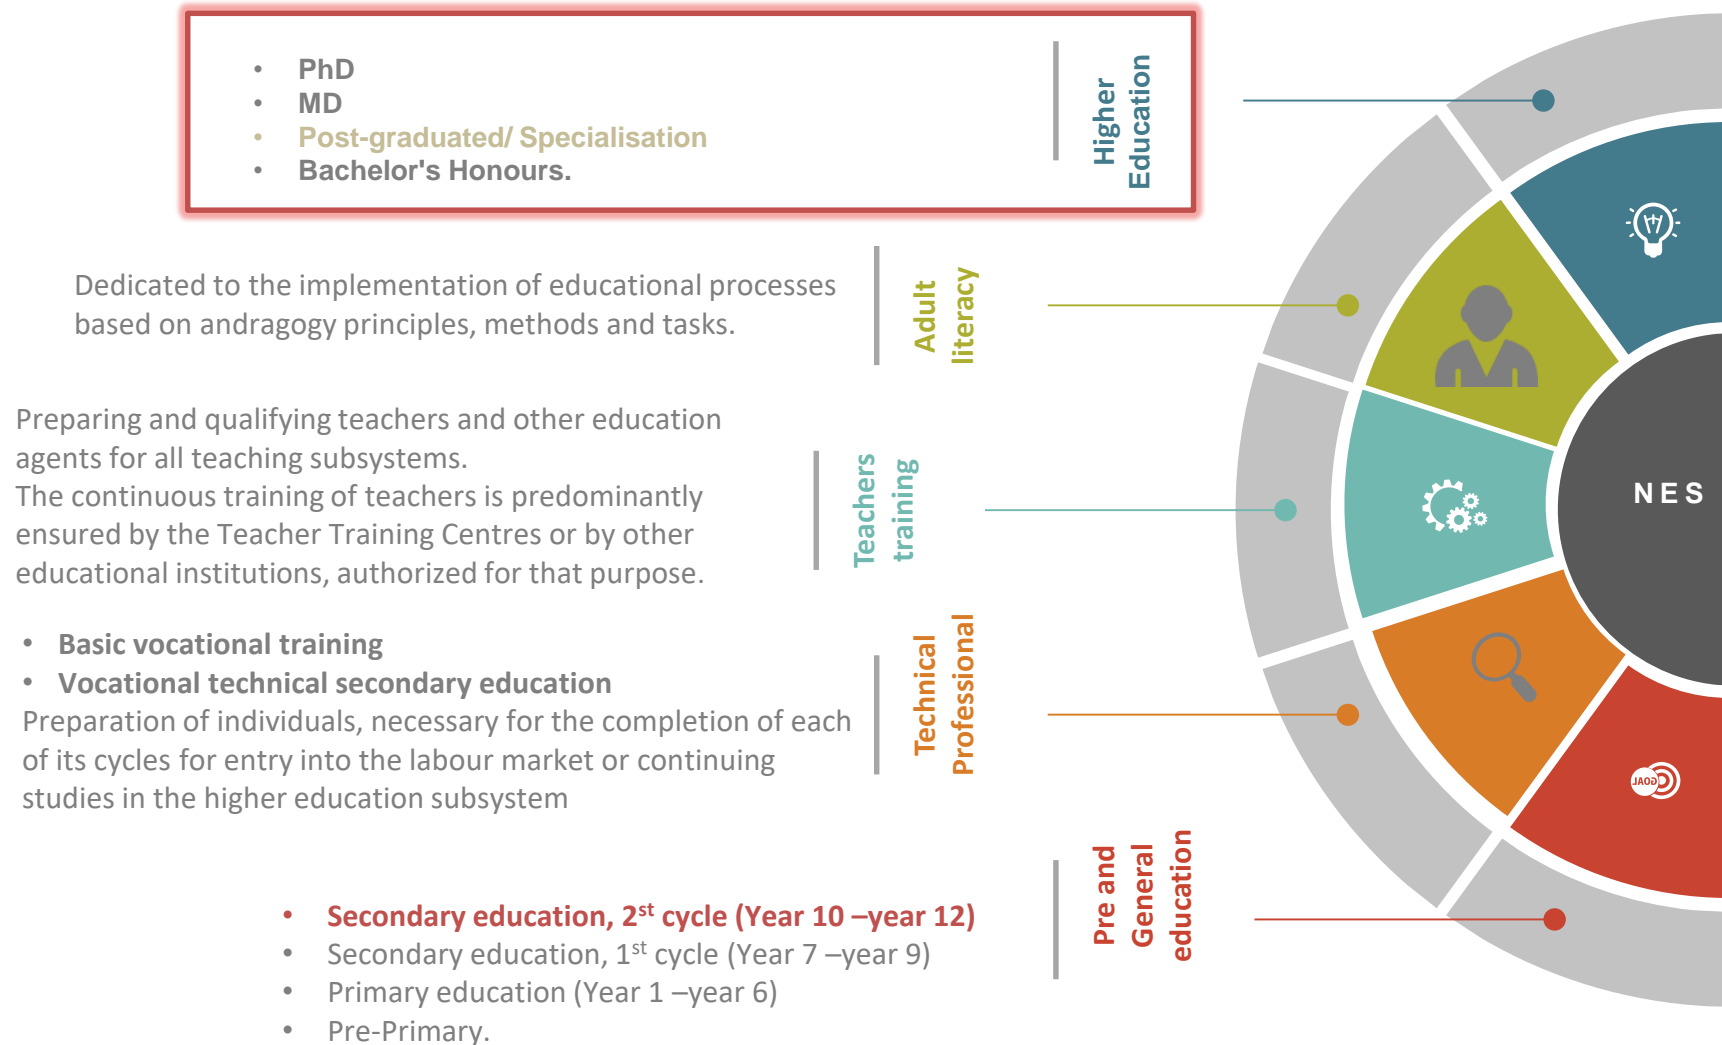 • PhD
• MD
• Post-graduated/ Specialisation
• Bachelor's Honours.
Higher
Education
Dedicated to the implementation of educational processes
based on andragogy principles, methods and tasks.
Adult
literacy
Preparing and qualifying teachers and other education
agents for all teaching subsystems.
The continuous training of teachers is predominantly
ensured by the Teacher Training Centres or by other
educational institutions, authorized for that purpose.
Teachers
training
NES
• Basic vocational training
• Vocational technical secondary education
Preparation of individuals, necessary for the completion of each
of its cycles for entry into the labour market or continuing
studies in the higher education subsystem
Technical
Professional
GOAL
• Secondary education, 2st cycle (Year 10 –year 12)
• Secondary education, 1st cycle (Year 7 –year 9)
• Primary education (Year 1 –year 6)
• Pre-Primary.
Pre and
General
education